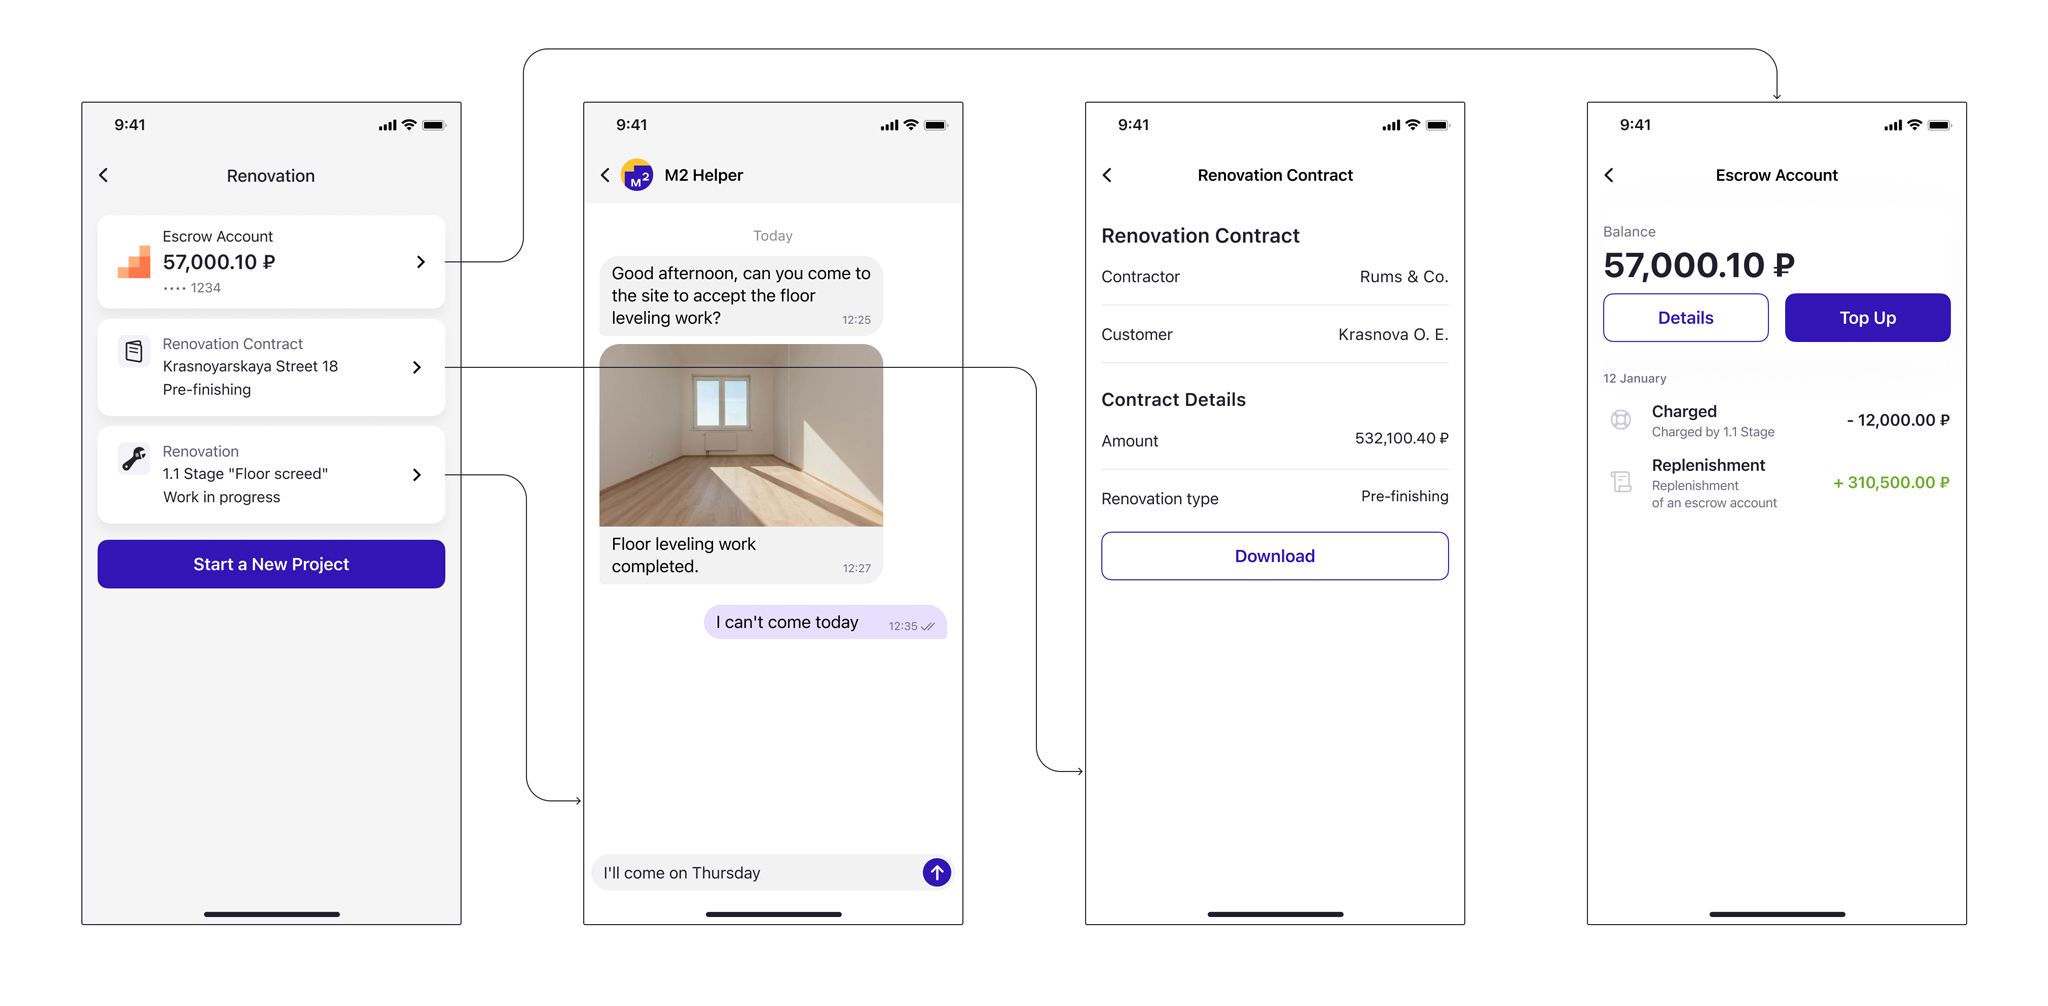 9:41
Renovation
Escrow Account
57,000.10 ₽
•••• 1234
Renovation Contract
Krasnoyarskaya Street 18
Pre-finishing
Renovation
1.1 Stage "Floor screed"
Work in progress
Start a New Project
9:41
M2
M2 Helper
Today
Good afternoon, can you come to
the site to accept the floor
leveling work?
12:25
Floor leveling work
completed.
12:27
I can't come today
12:35
I'll come on Thursday
9:41
Renovation Contract
Renovation Contract
Contractor Rums & Co.
Customer Krasnova O. E.
Contract Details
Amount 532,100.40 ₽
Renovation type Pre-finishing
Download
9:41
Escrow Account
Balance
57,000.10 ₽
Details Top Up
12 January
Charged - 12,000.00 ₽
Charged by 1.1 Stage
Replenishment + 310,500.00 ₽
Replenishment
of an escrow account